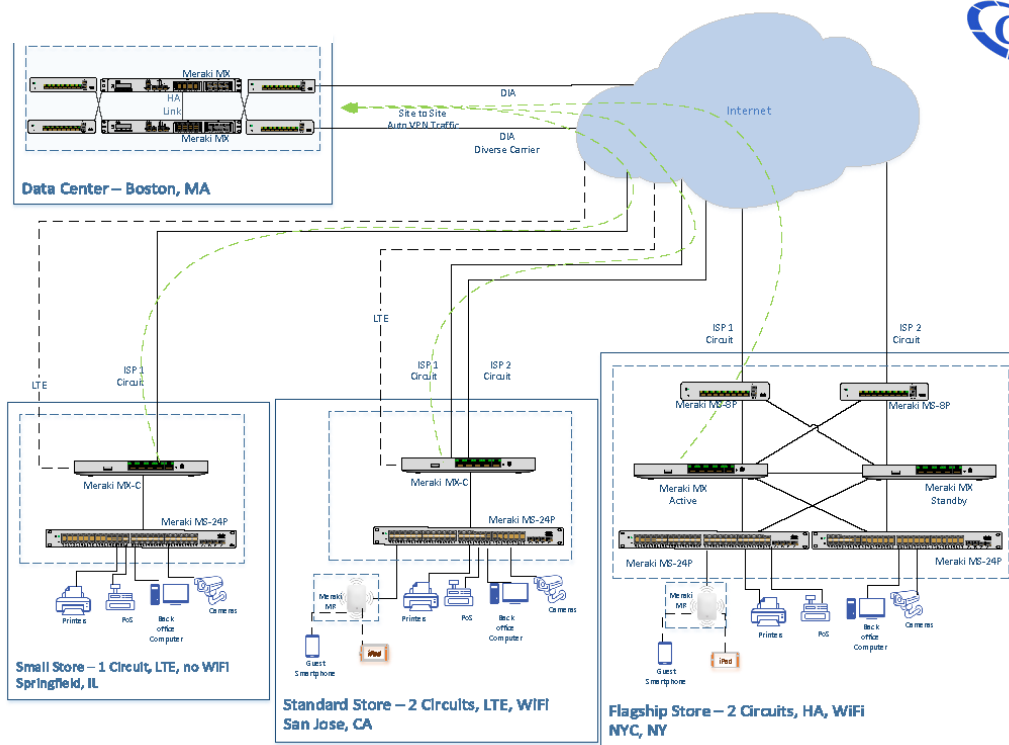 Meraki MX
HA
Link
Meraki MX
Data Center – Boston, MA
DIA
Site to Site
Auto VPN Traffic
DIA
Diverse Carrier
Internet
LTE
ISP 1
Circuit
Meraki MX-C
Meraki MS-24P
Printers
PoS
Back
office
Computer
Cameras
Small Store – 1 Circuit, LTE, no WiFi
Springfield, IL
LTE
ISP 1
Circuit
ISP 2
Circuit
Meraki MX-C
Meraki MS-24P
Meraki
MR
Guest
Smartphone
iPad
Printers
PoS
Back
office
Computer
Cameras
Standard Store – 2 Circuits, LTE, WiFi
San Jose, CA
ISP 1
Circuit
ISP 2
Circuit
Meraki MS-8P
Meraki MS-8P
Meraki MX
Active
Meraki MX
Standby
Meraki MS-24P
Meraki MS-24P
Meraki
MR
Guest
Smartphone
iPad
Printers
PoS
Back
office
Computer
Cameras
Flagship Store – 2 Circuits, HA, WiFi
NYC, NY